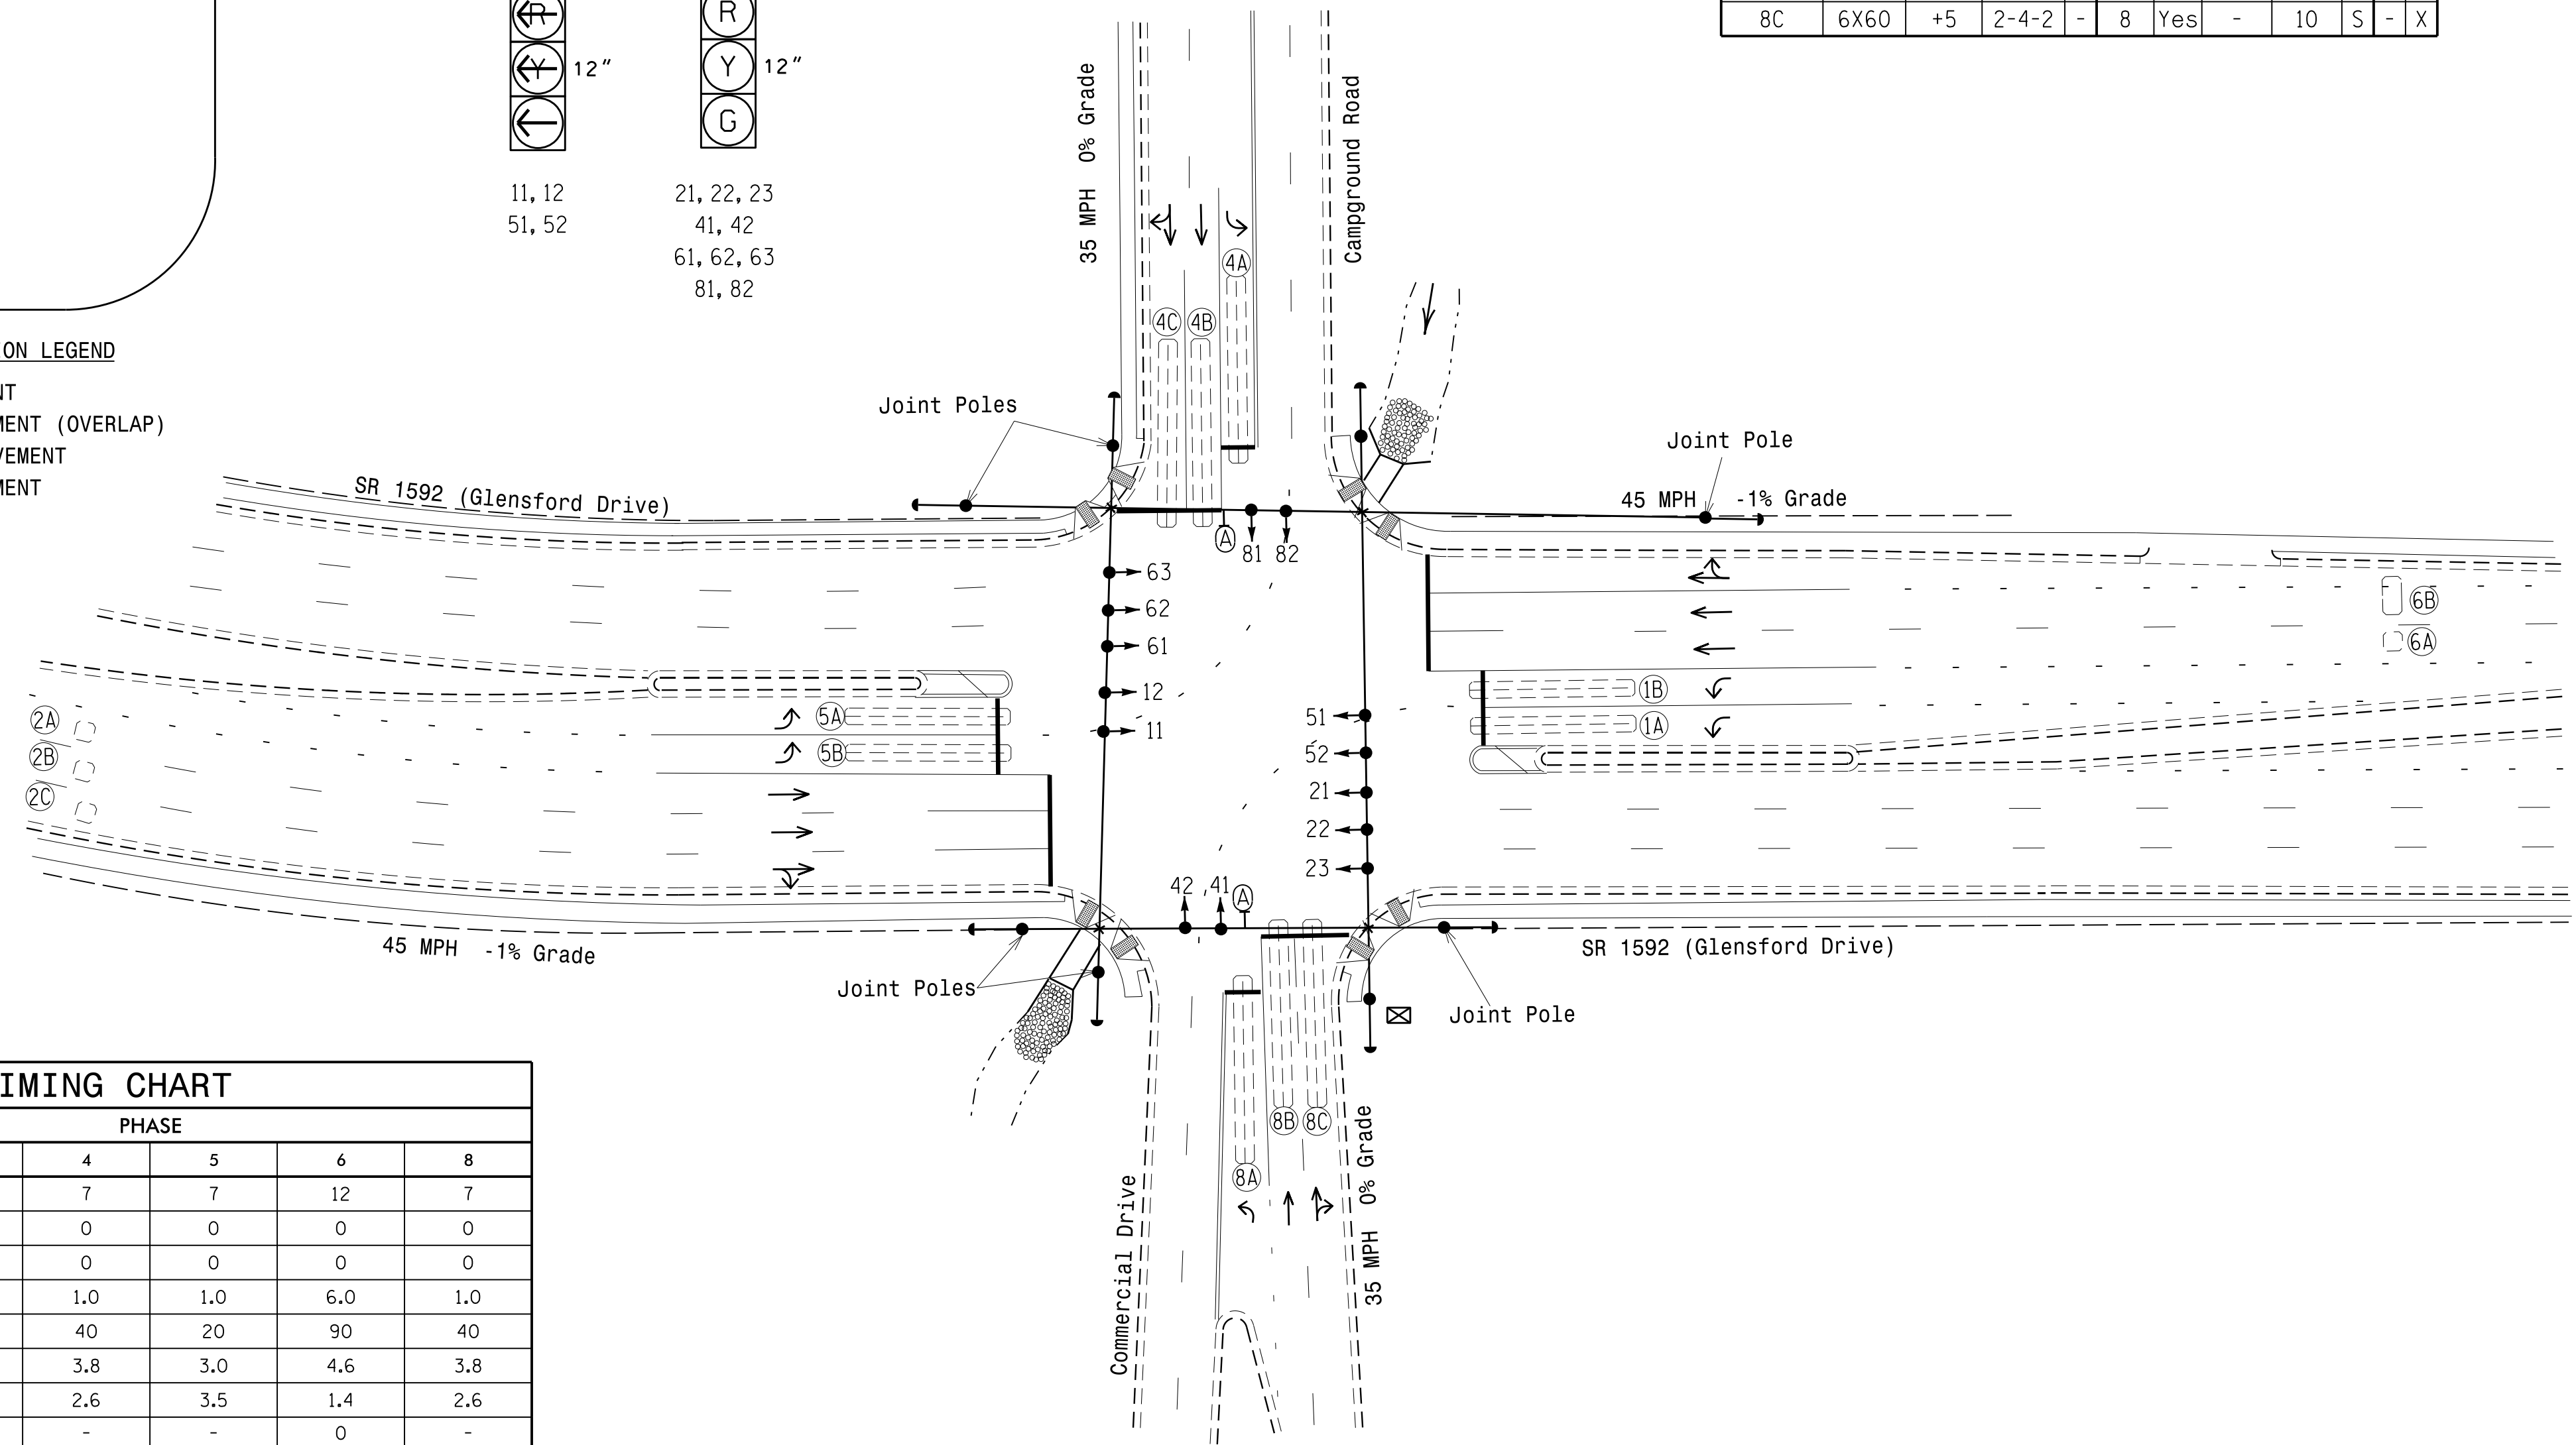 8C 6X60 +5 2-4-2 - 8 Yes - 10 S - X
R
Y 12"
R
Y 12"
G
11, 12
51, 52
21, 22, 23
41, 42
61, 62, 63
81, 82
ON LEGEND
NT
MENT (OVERLAP)
VEMENT
MENT
35 MPH 0% Grade
Campground Road
4A
4C
4B
Joint Poles
Joint Pole
SR 1592 (Glensford Drive)
45 MPH -1% Grade
A
81
82
63
62
61
12
11
6B
6A
1B
1A
2A
2B
2C
5A
5B
51
52
21
22
23
42
41
A
45 MPH -1% Grade
SR 1592 (Glensford Drive)
Joint Poles
Joint Pole
8B
8C
8A
Commercial Drive
35 MPH 0% Grade
IMING CHART
PHASE
4 5 6 8
7 7 12 7
0 0 0 0
0 0 0 0
1.0 1.0 6.0 1.0
40 20 90 40
3.8 3.0 4.6 3.8
2.6 3.5 1.4 2.6
- - 0 -